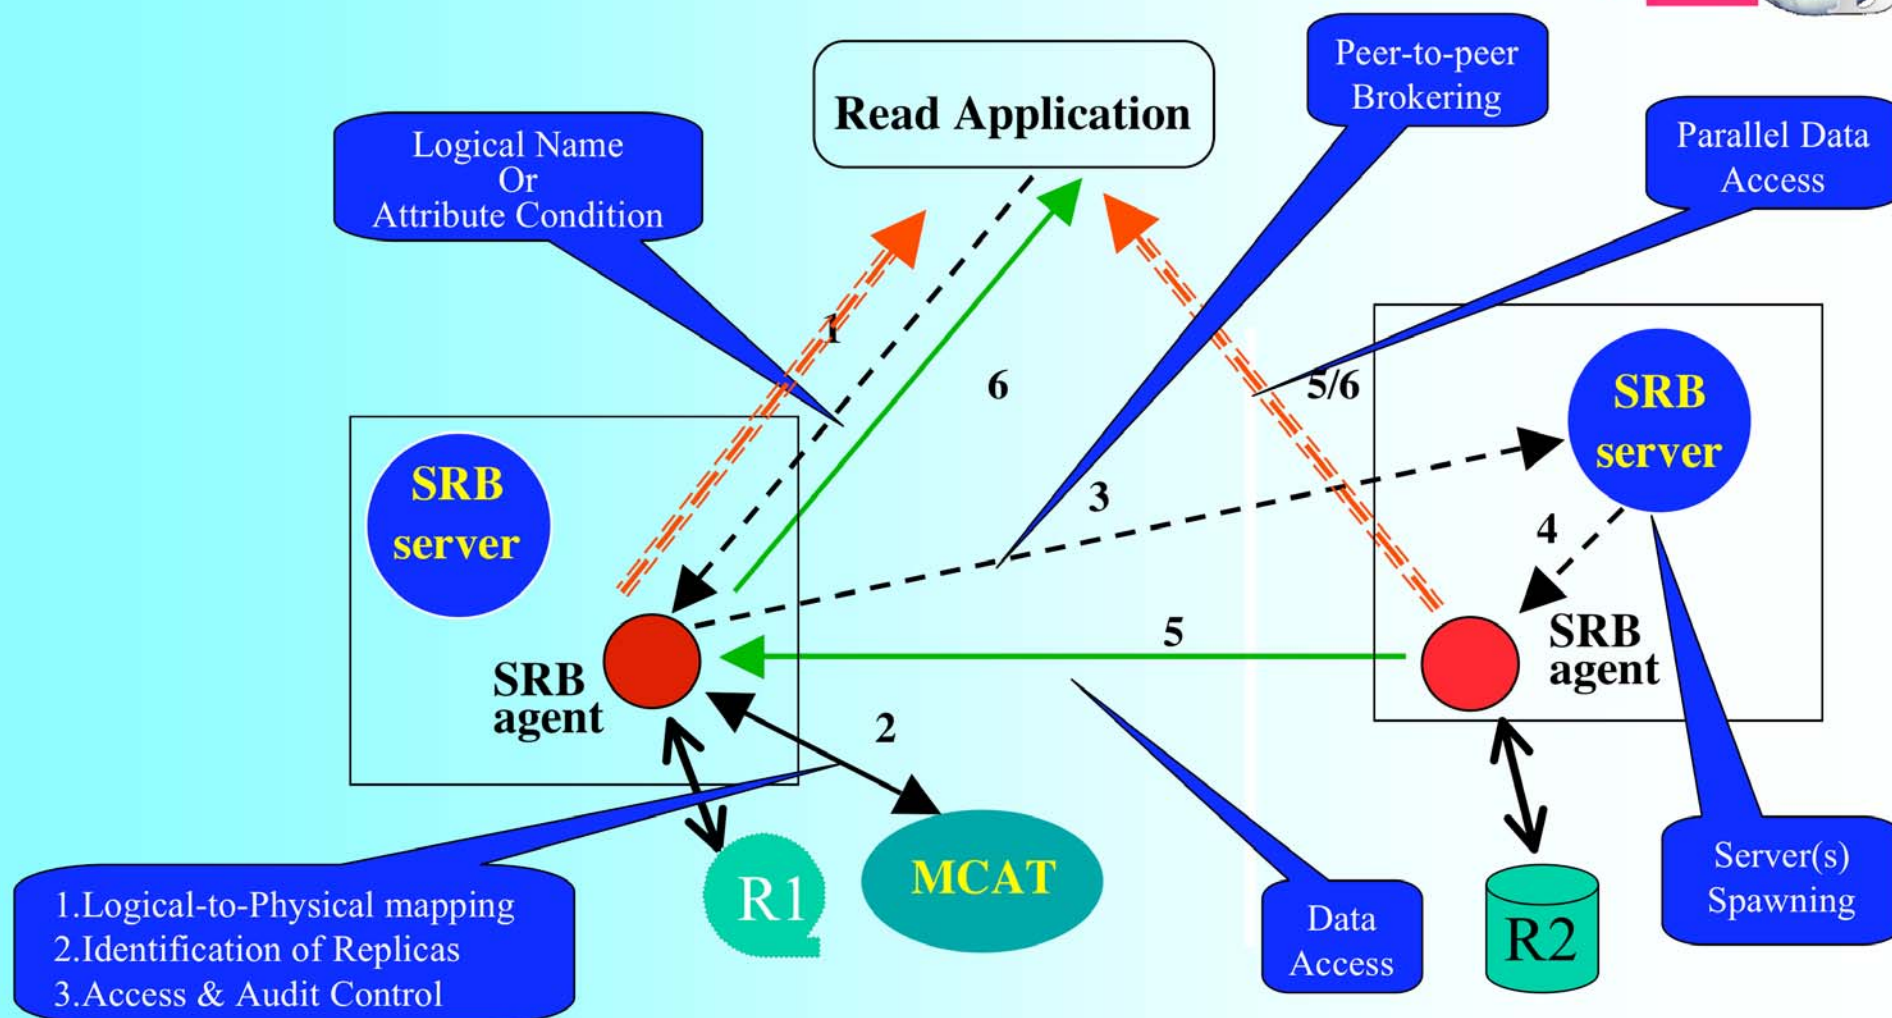 Peer-to-peer
Brokering
Read Application
Parallel Data
Access
Logical Name
Or
Attribute Condition
1
6
5/6
SRB
server
SRB
server
3
4
5
SRB
agent
SRB
agent
2
MCAT
R1
R2
1.Logical-to-Physical mapping
2.Identification of Replicas
3.Access & Audit Control
Data
Access
Server(s)
Spawning